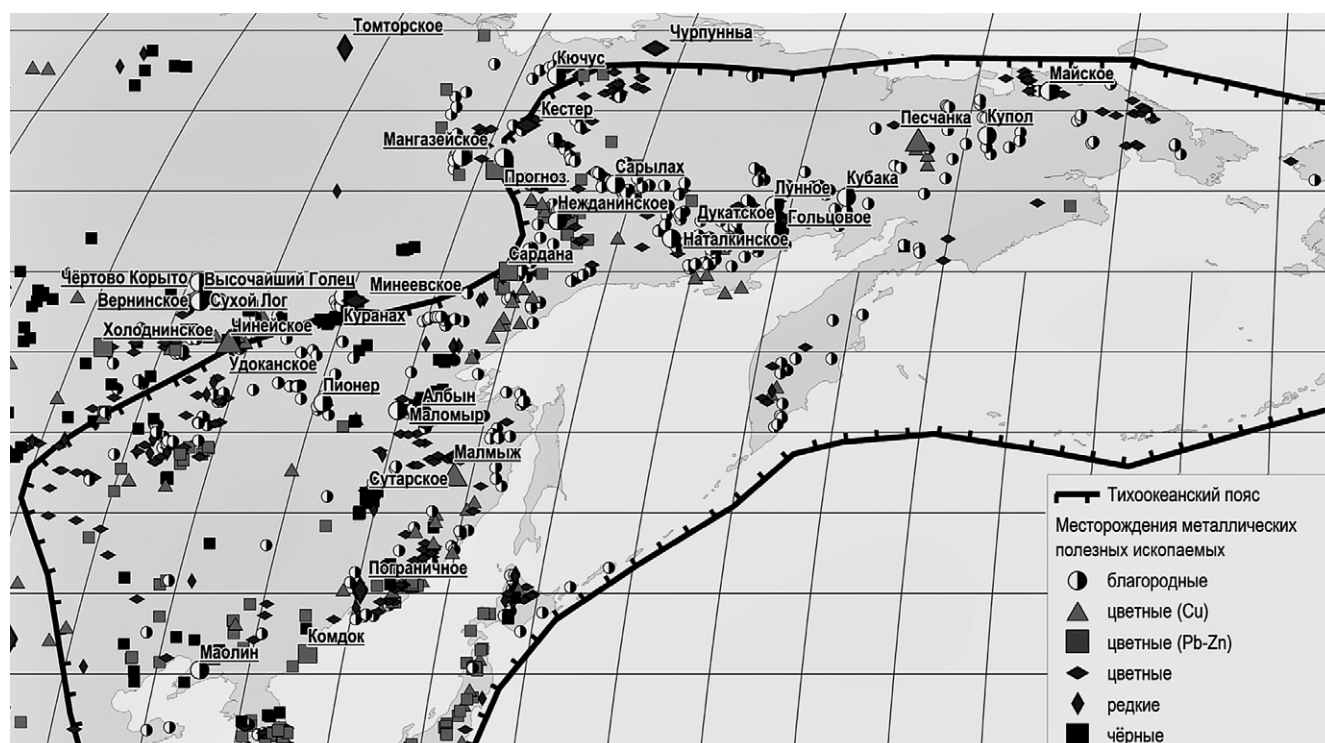 Томторское
Чурпунньа
Кючус
Майское
Кестер
Песчанка
Купол
Мангазейское
Прогноз.
Сарылах
Лунное
Кубака
Нежданинское
Дукатское
Гольцовое
Наталкинское
Сардана
Чёртово Корыто
Высочайший Голец
Минеевское
Вернинское
Сухой Лог
Куранах
Холоднинское
Чинейское
Удоканское
Пионер
Албын
Маломыр
Малмыж
Сутарское
Пограничное
Комдок
Маолин
Тихоокеанский пояс
Месторождения металлических
полезных ископаемых
благородные
цветные (Cu)
цветные (Pb-Zn)
цветные
редкие
чёрные